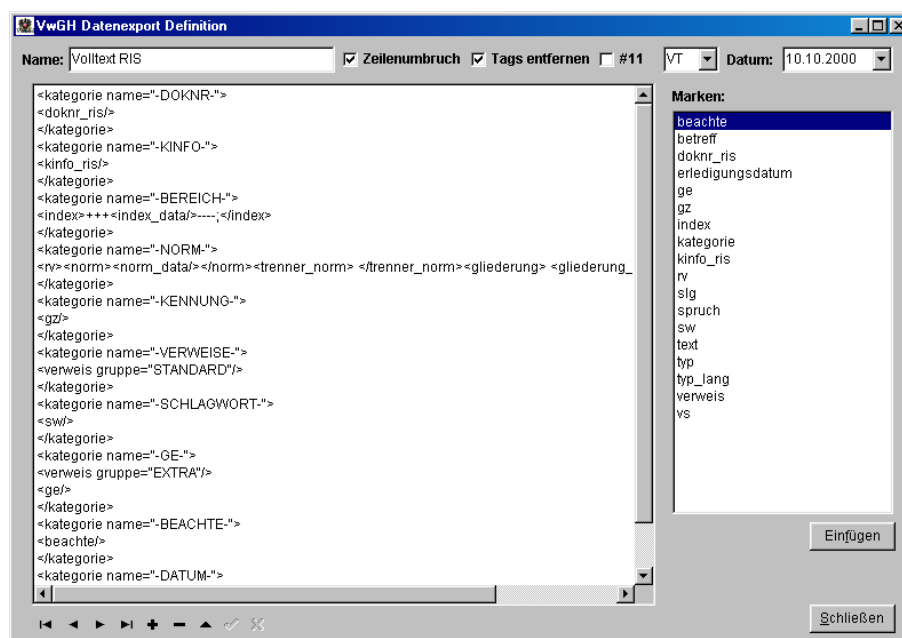 VwGH Datenexport Definition
Name: Volltext RIS Zeilenumbruch Tags entfernen #11 VT Datum: 10.10.2000
<kategorie name="-DOKNR-">
<doknr_ris/>
</kategorie>
<kategorie name="-KINFO-">
<kinfo_ris/>
</kategorie>
<kategorie name="-BEREICH-">
<index>+++<index_data/>----;</index>
</kategorie>
<kategorie name="-NORM-">
<rv><norm><norm_data/></norm><trenner_norm> </trenner_norm><gliederung> <gliederung_
</kategorie>
<kategorie name="-KENNUNG-">
<gz/>
</kategorie>
<kategorie name="-VERWEISE-">
<verweis gruppe="STANDARD"/>
</kategorie>
<kategorie name="-SCHLAGWORT-">
<sw/>
</kategorie>
<kategorie name="-GE-">
<verweis gruppe="EXTRA"/>
<ge/>
</kategorie>
<kategorie name="-BEACHTE-">
<beachte/>
</kategorie>
<kategorie name="-DATUM-">
Marken:
beachte
betreff
doknr_ris
erledigungsdatum
ge
gz
index
kategorie
kinfo_ris
rv
slg
spruch
sw
text
typ
typ_lang
verweis
vs
Einfügen
Schließen